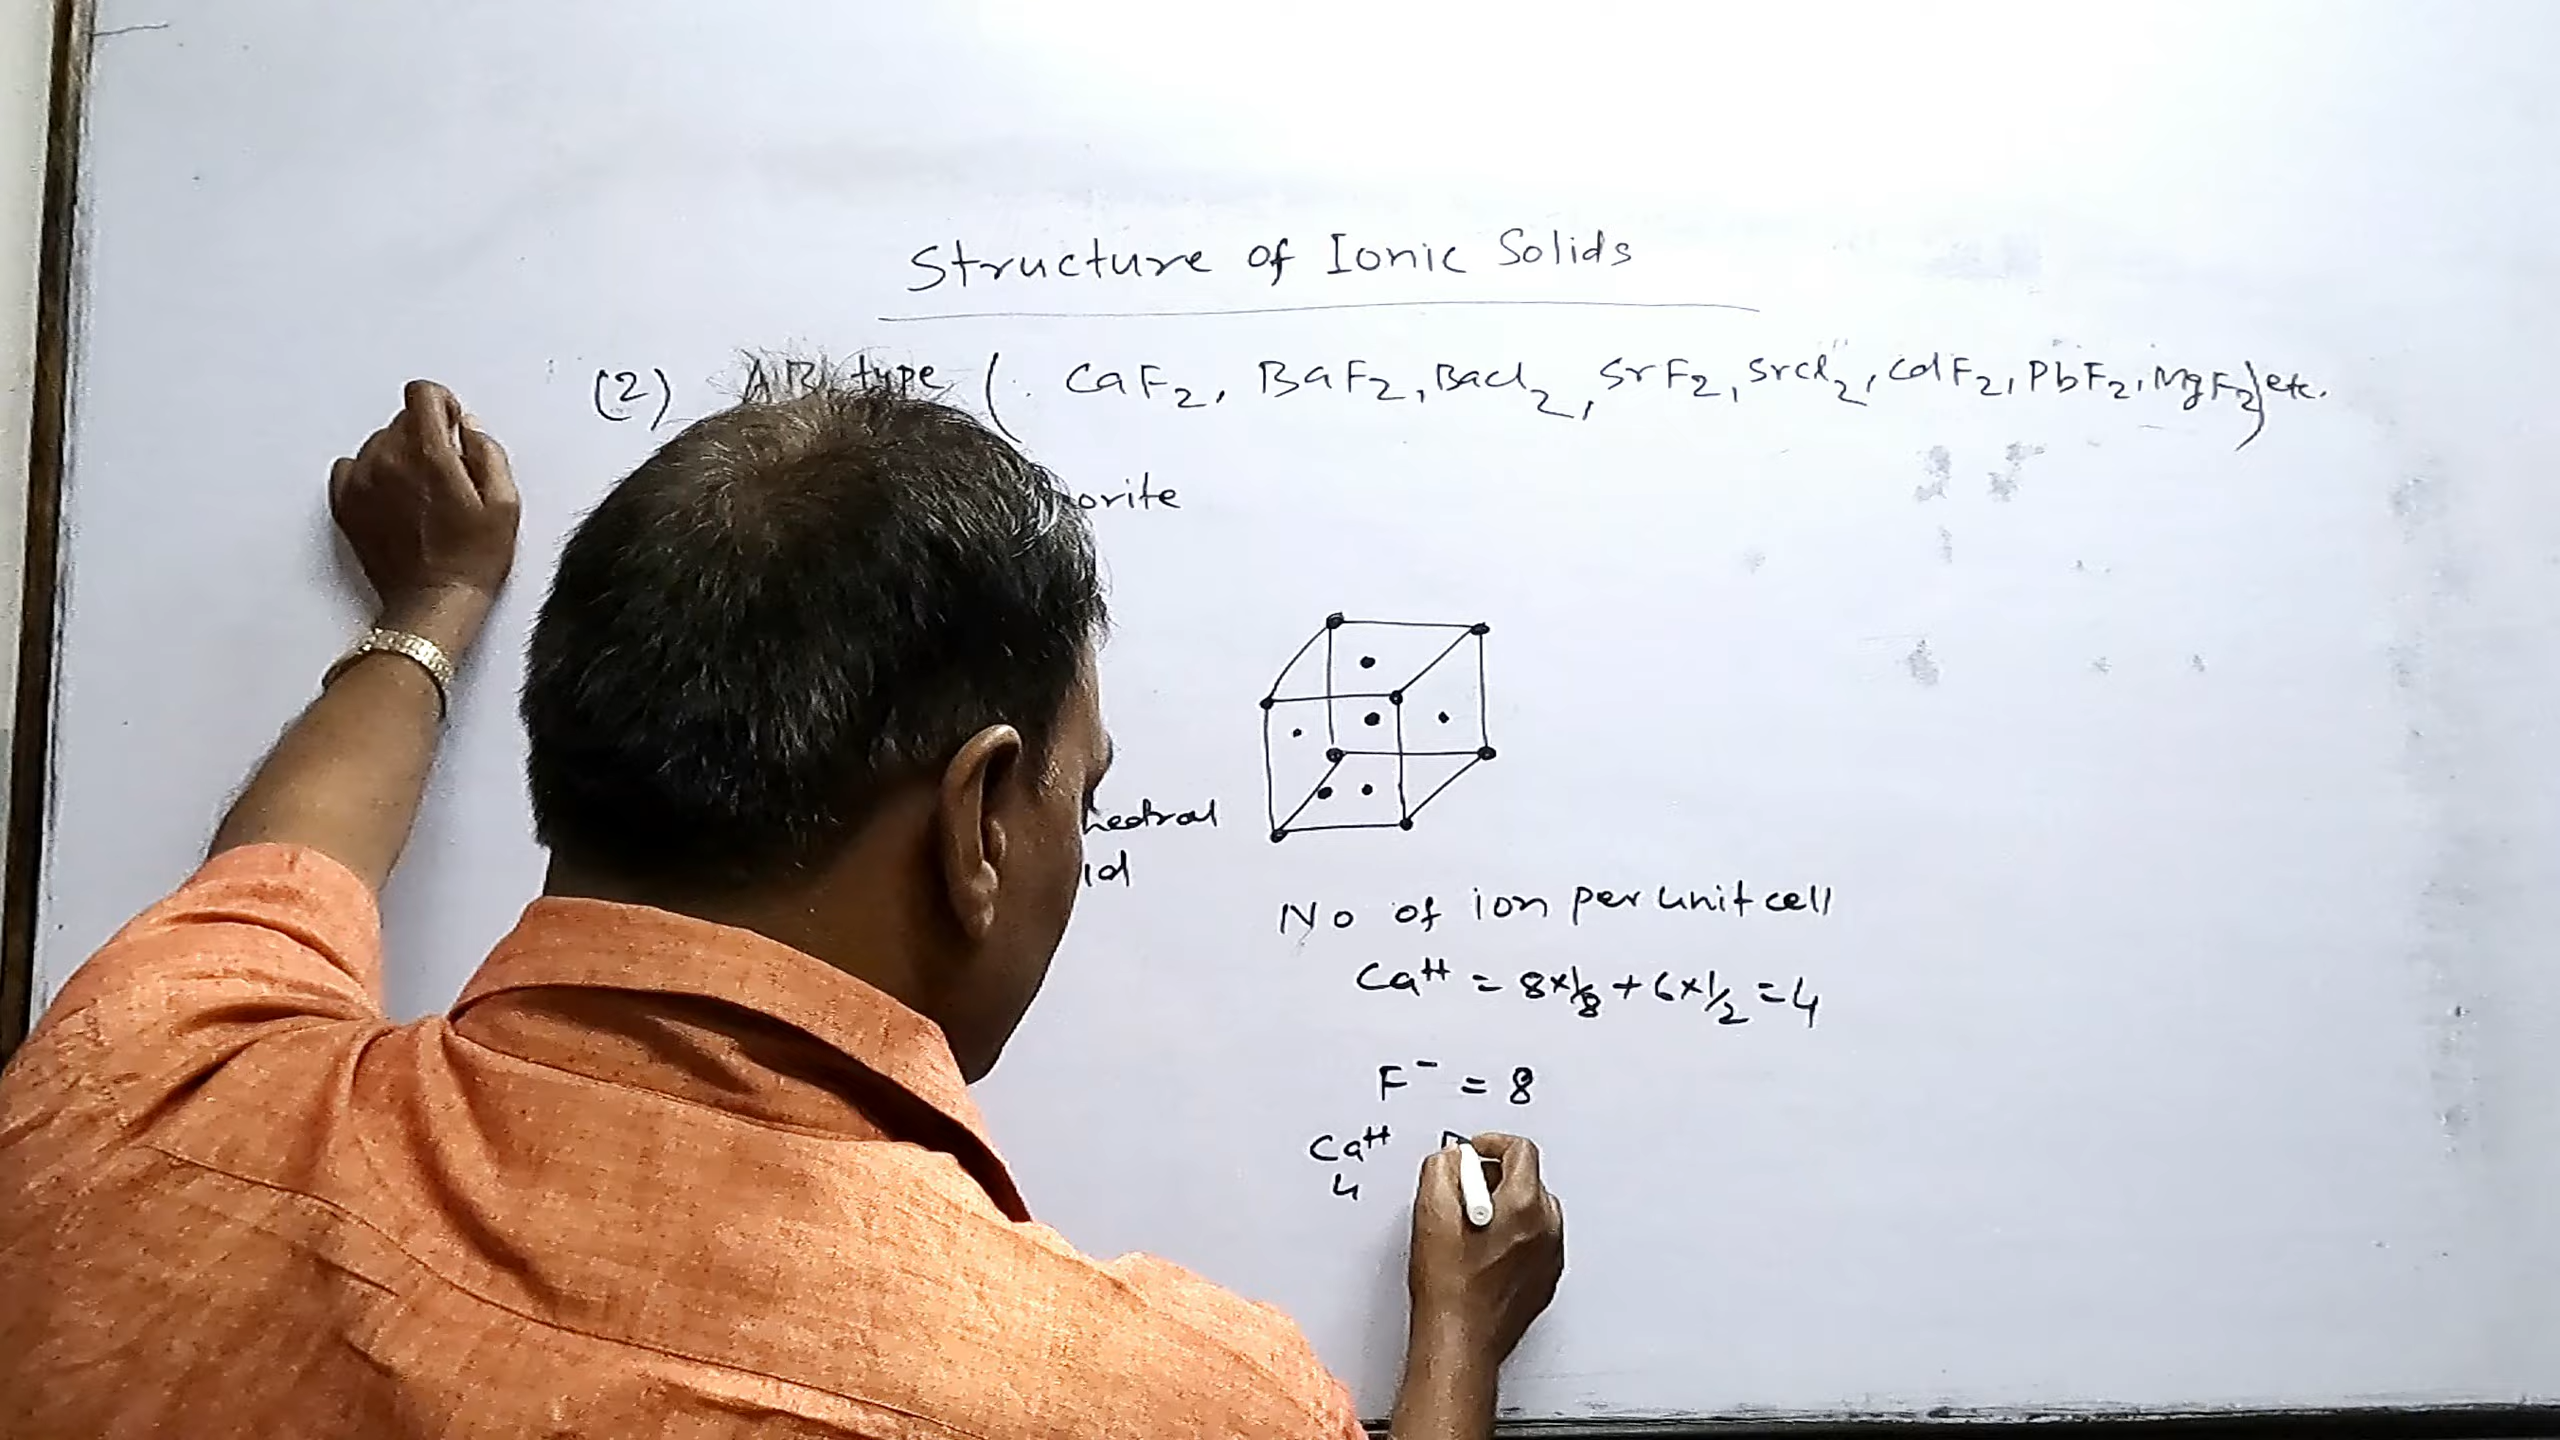 Structure of Ionic Solids
(2) AB type ( CaF2, BaF2, BaCl2, SrF2, SrCl2, CdF2, PbF2, MgF2) etc.
orite
hedral
id
No of ion per unit cell
Ca++ = 8×1/8 + 6×1/2 = 4
F- = 8
Ca++
4